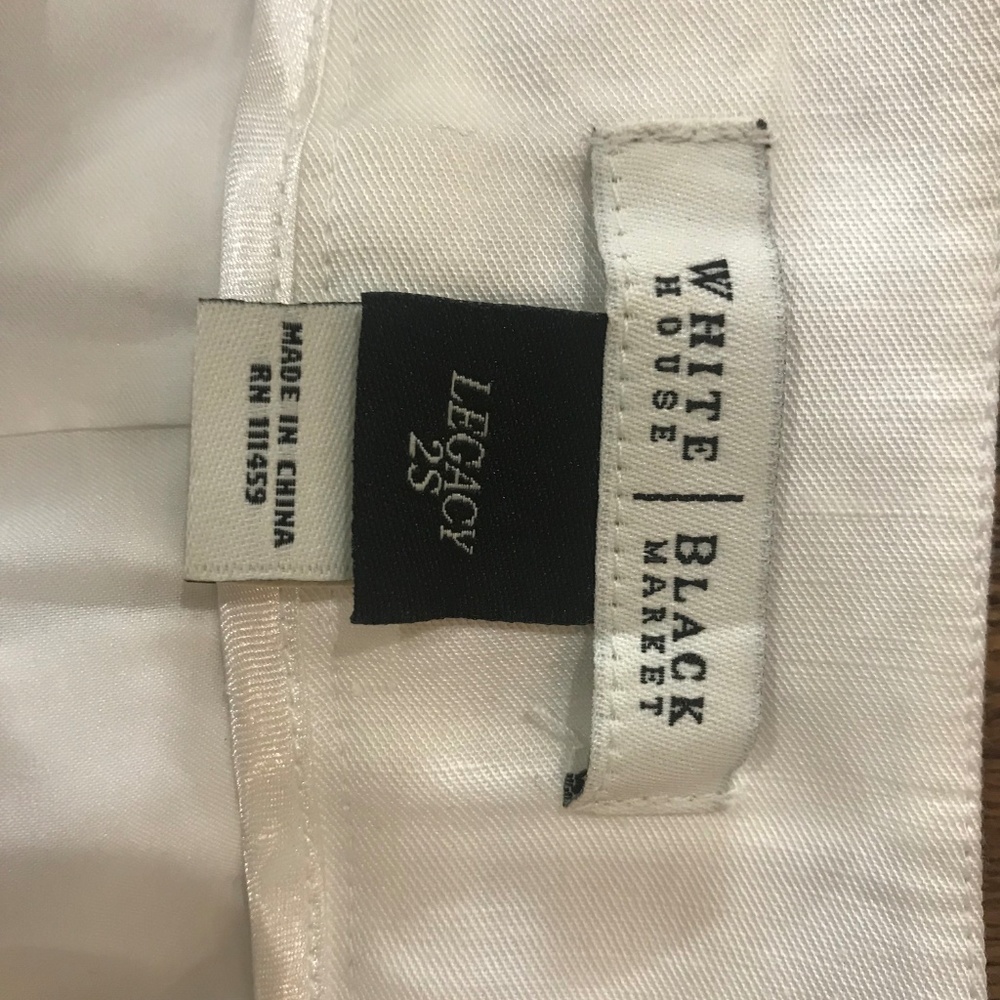 WHITE | BLACK
HOUSE | MARKET
LEGACY
2S
MADE IN CHINA
RN 111459